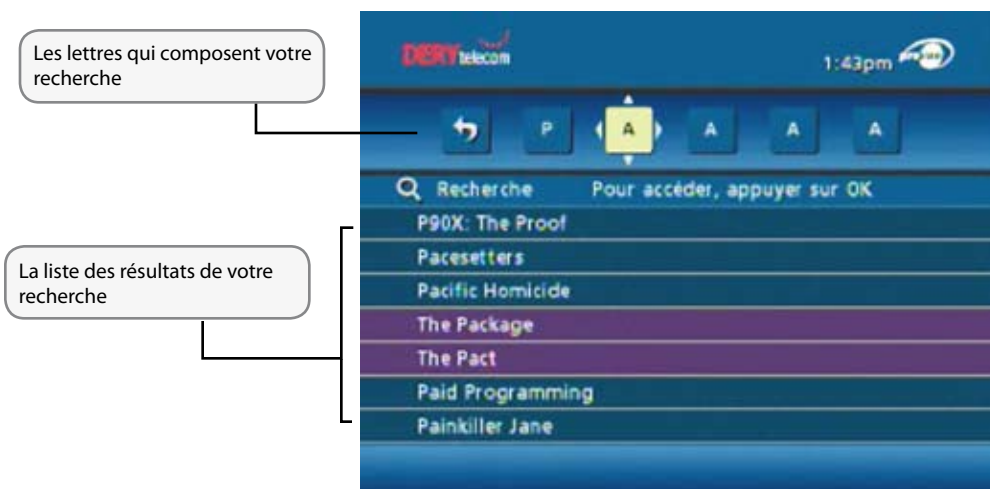 Les lettres qui composent votre
recherche
DERY telecom
1:43pm
P A A A A
Recherche Pour accéder, appuyer sur OK
P90X: The Proof
Pacesetters
Pacific Homicide
La liste des résultats de votre
recherche
The Package
The Pact
Paid Programming
Painkiller Jane